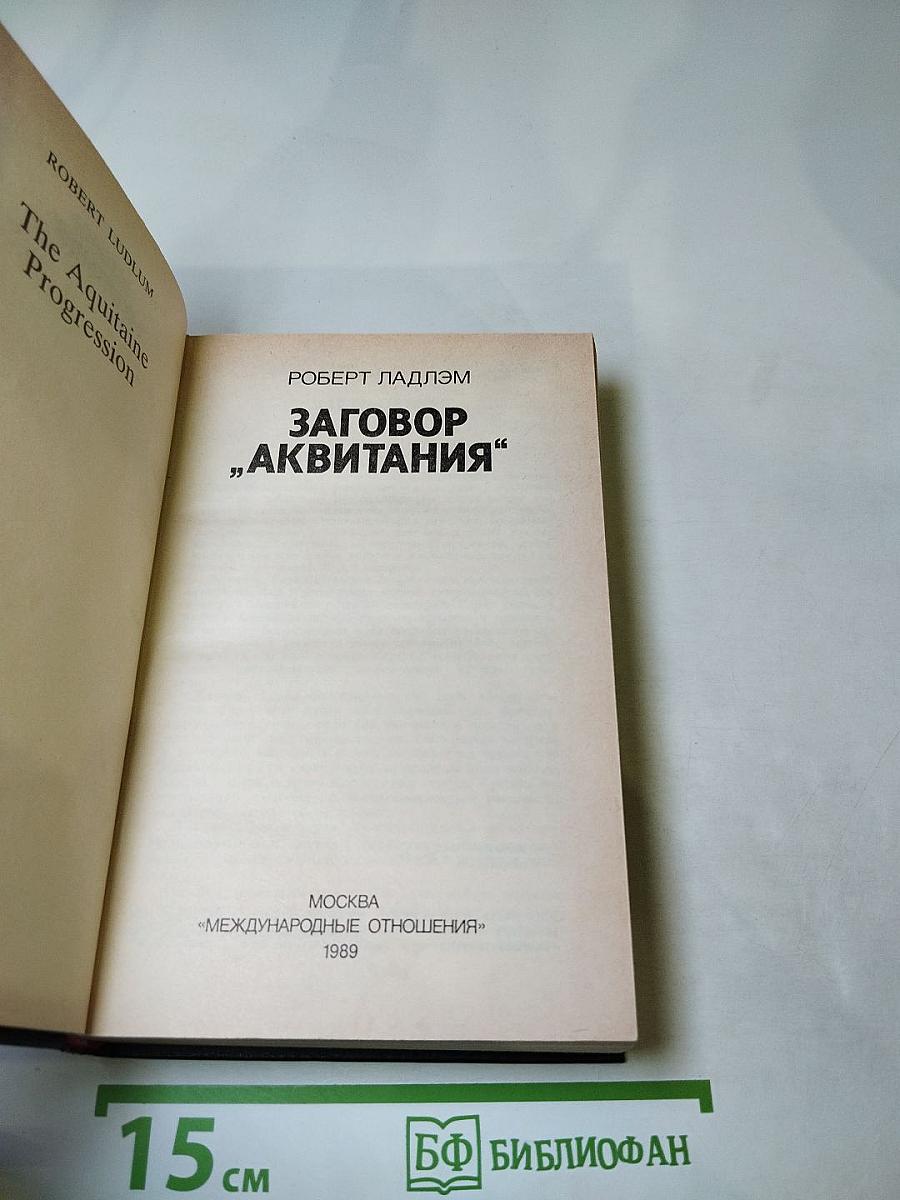 ROBERT LUDLUM
The Aquitaine
Progression
РОБЕРТ ЛАДЛЭМ
ЗАГОВОР
„АКВИТАНИЯ“
МОСКВА
«МЕЖДУНАРОДНЫЕ ОТНОШЕНИЯ»
1989
15 см
БФ БИБЛИОФАН